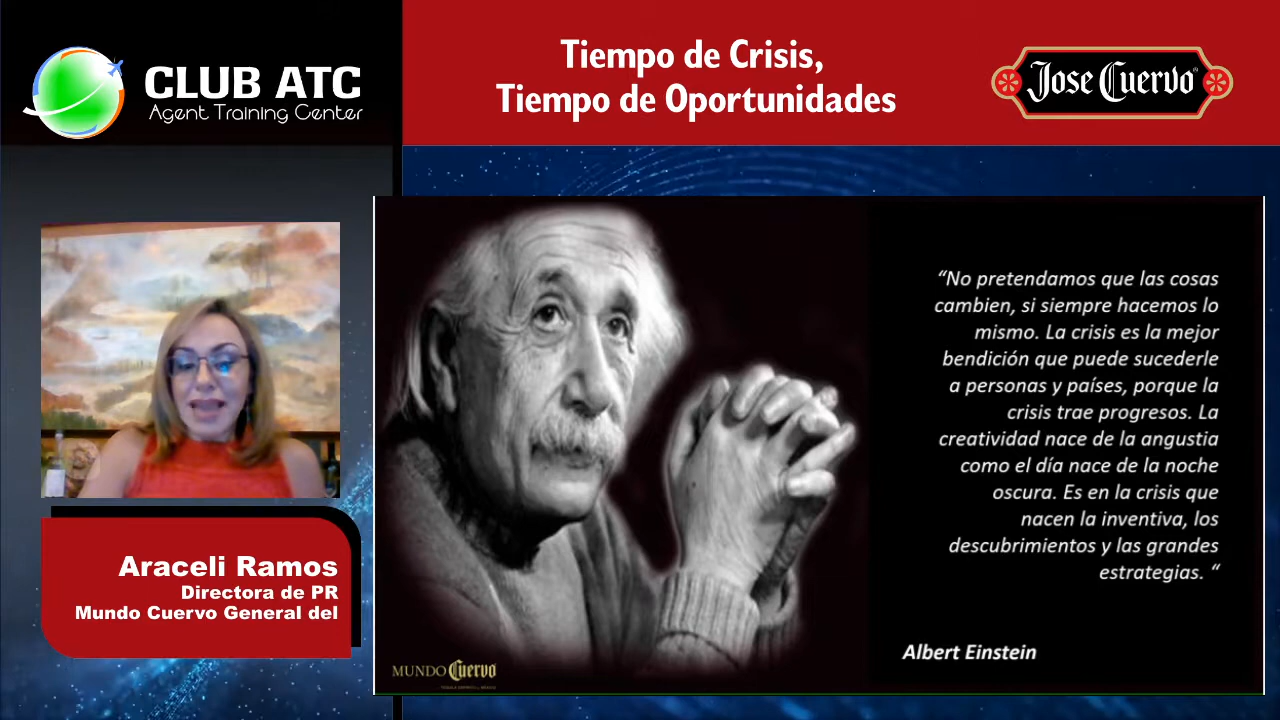 CLUB ATC
Agent Training Center
Tiempo de Crisis,
Tiempo de Oportunidades
Jose Cuervo
Araceli Ramos
Directora de PR
Mundo Cuervo General del
“No pretendamos que las cosas
cambien, si siempre hacemos lo
mismo. La crisis es la mejor
bendición que puede sucederle
a personas y países, porque la
crisis trae progresos. La
creatividad nace de la angustia
como el día nace de la noche
oscura. Es en la crisis que
nacen la inventiva, los
descubrimientos y las grandes
estrategias. “
Albert Einstein
MUNDO Cuervo